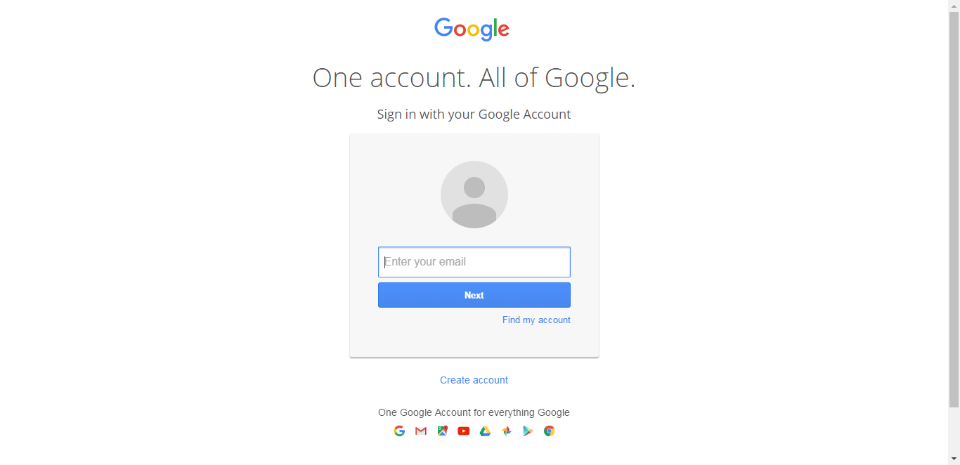 Google
One account. All of Google.
Sign in with your Google Account
Enter your email
Next
Find my account
Create account
One Google Account for everything Google